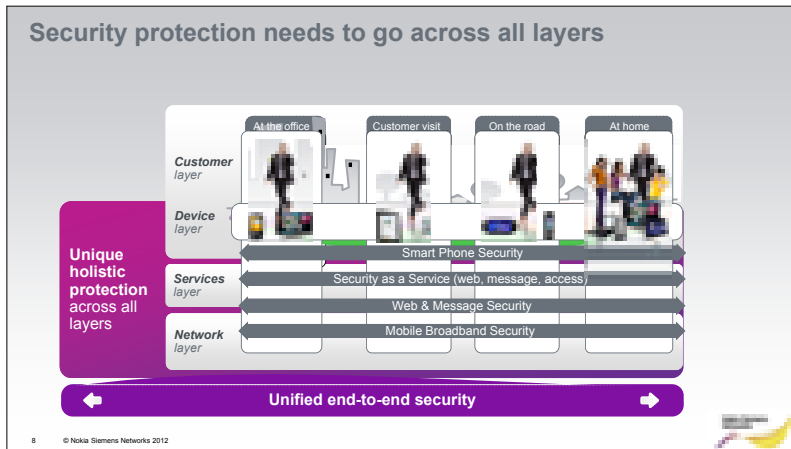 Security protection needs to go across all layers
At the office
Customer visit
On the road
At home
Customer
layer
Device
layer
Unique
holistic
protection
across all
layers
Smart Phone Security
Services
layer
Security as a Service (web, message, access)
Web & Message Security
Network
layer
Mobile Broadband Security
Unified end-to-end security
8 © Nokia Siemens Networks 2012